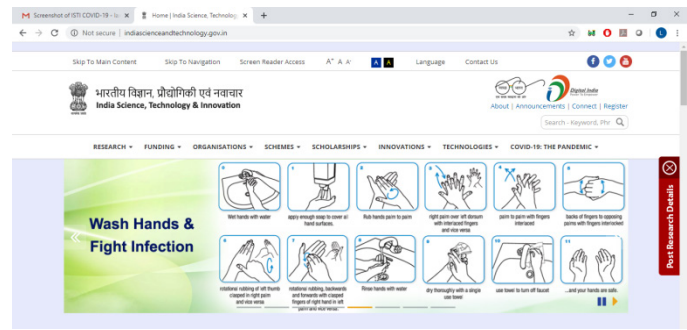 Screenshot of ISTI COVID-19 - la
Home | India Science, Technolog
Not secure | indiascienceandtechnology.gov.in
Skip To Main Content Skip To Navigation Screen Reader Access A+ A A- A A Language Contact Us
भारतीय विज्ञान, प्रौद्योगिकी एवं नवाचार
India Science, Technology & Innovation
Digital India
About | Announcements | Connect | Register
Search - Keyword, Phr
RESEARCH FUNDING ORGANISATIONS SCHEMES SCHOLARSHIPS INNOVATIONS TECHNOLOGIES COVID-19: THE PANDEMIC
Wash Hands &
Fight Infection
Wet hands with water
apply enough soap to cover all
hand surfaces.
Rub hands palm to palm
right palm over left dorsum
with interlaced fingers
and vice versa
palm to palm with fingers
interlaced
backs of fingers to opposing
palms with fingers interlocked
rotational rubbing of left thumb
clasped in right palm
and vice versa
rotational rubbing, backwards
and forwards with clasped
fingers of right hand in left
palm and vice versa.
Rinse hands with water
dry thoroughly with a single
use towel
use towel to turn off faucet
...and your hands are safe.
Post Research Details